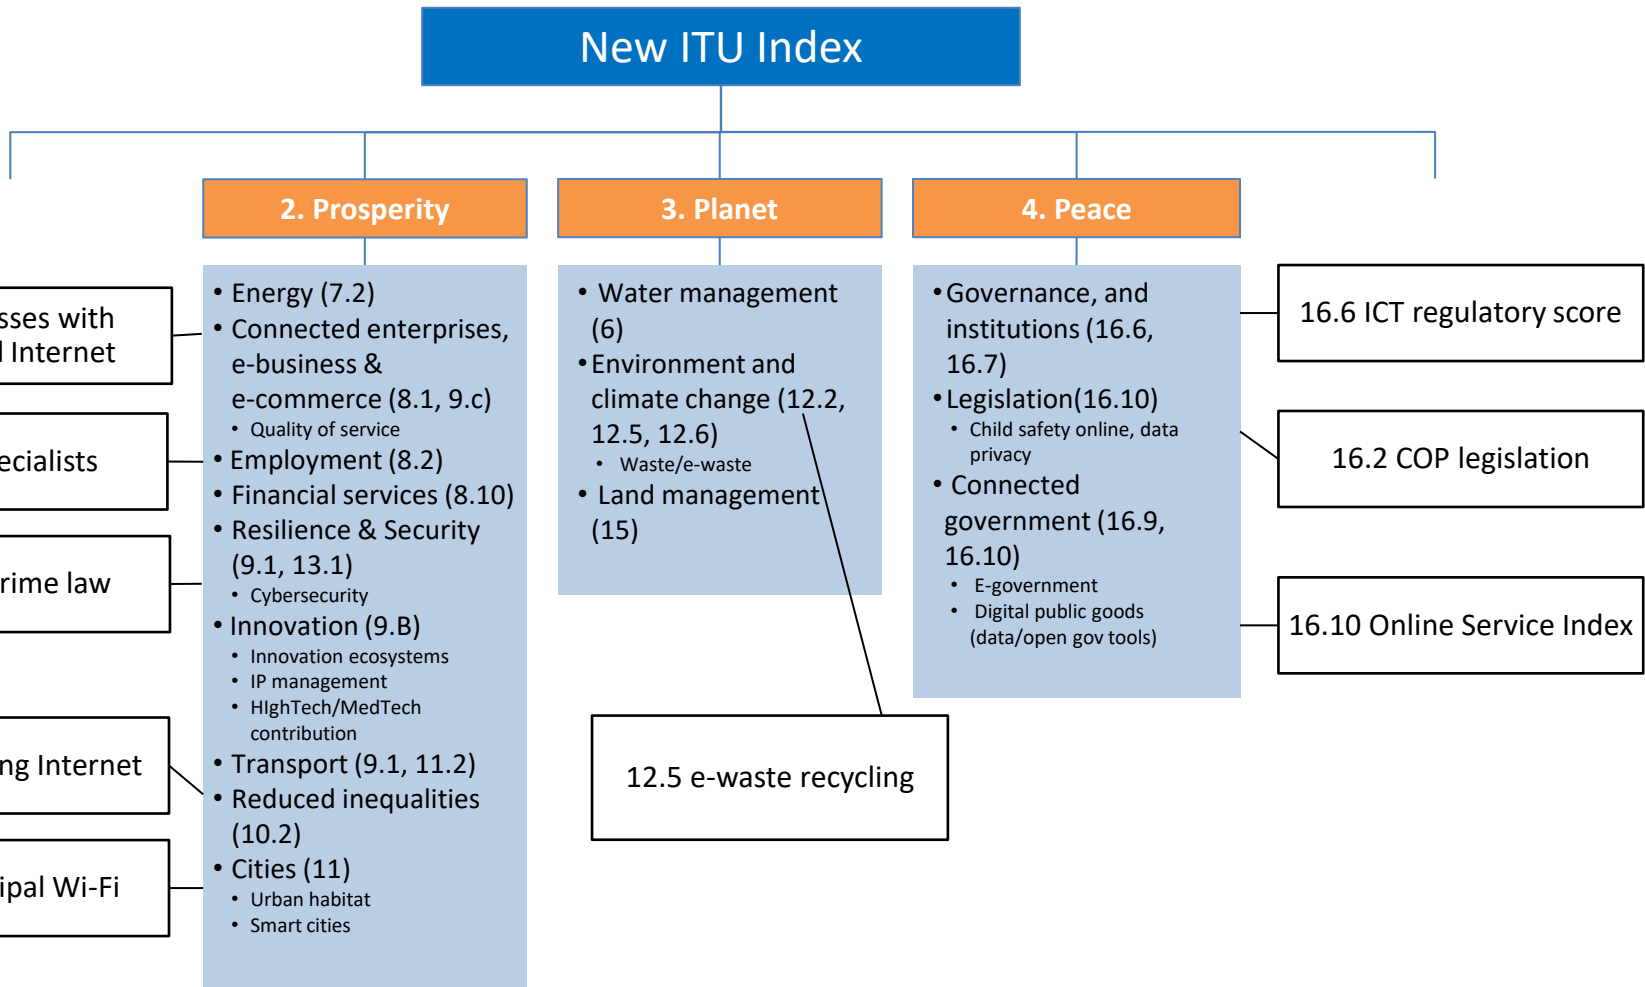 New ITU Index
2. Prosperity
3. Planet
4. Peace
with
Internet
rime law
Internet
Wi-Fi
• Energy (7.2)
• Connected enterprises,
e-business &
e-commerce (8.1, 9.c)
• Quality of service
• Employment (8.2)
• Financial services (8.10)
• Resilience & Security
(9.1, 13.1)
• Cybersecurity
• Innovation (9.B)
• Innovation ecosystems
• IP management
• HIghTech/MedTech
contribution
• Transport (9.1, 11.2)
• Reduced inequalities
(10.2)
• Cities (11)
• Urban habitat
• Smart cities
• Water management
(6)
• Environment and
climate change (12.2,
12.5, 12.6)
• Waste/e-waste
• Land management
(15)
12.5 e-waste recycling
• Governance, and
institutions (16.6,
16.7)
• Legislation(16.10)
• Child safety online, data
privacy
• Connected
government (16.9,
16.10)
• E-government
• Digital public goods
(data/open gov tools)
16.6 ICT regulatory score
16.2 COP legislation
16.10 Online Service Index